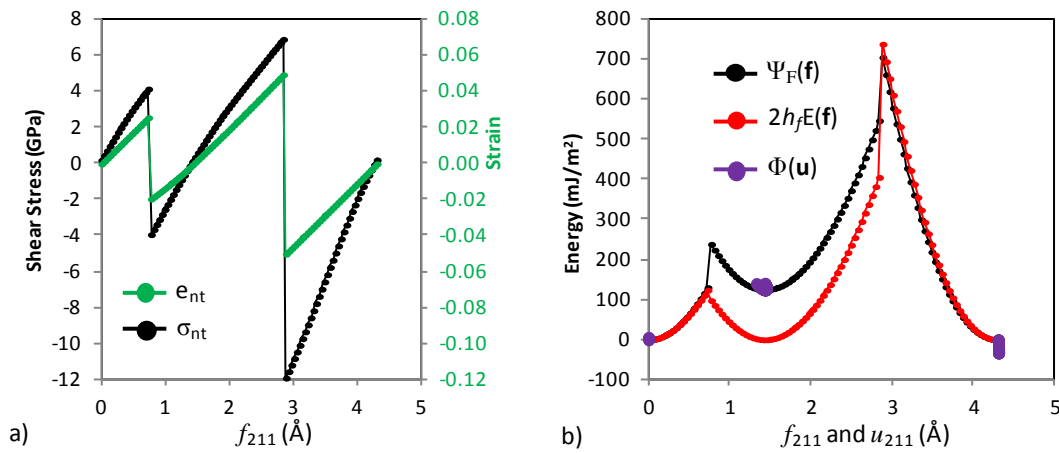 8
6
4
2
0
-2
-4
-6
-8
-10
-12
Shear Stress (GPa)
0.08
0.06
0.04
0.02
0.00
-0.02
-0.04
-0.06
-0.08
-0.10
-0.12
Strain
e_nt
σ_nt
0 1 2 3 4 5
f_211 (Å)
a)
800
700
600
500
400
300
200
100
0
-100
Energy (mJ/m²)
Ψ_F(f)
2h_fE(f)
Φ(u)
0 1 2 3 4 5
f_211 and u_211 (Å)
b)